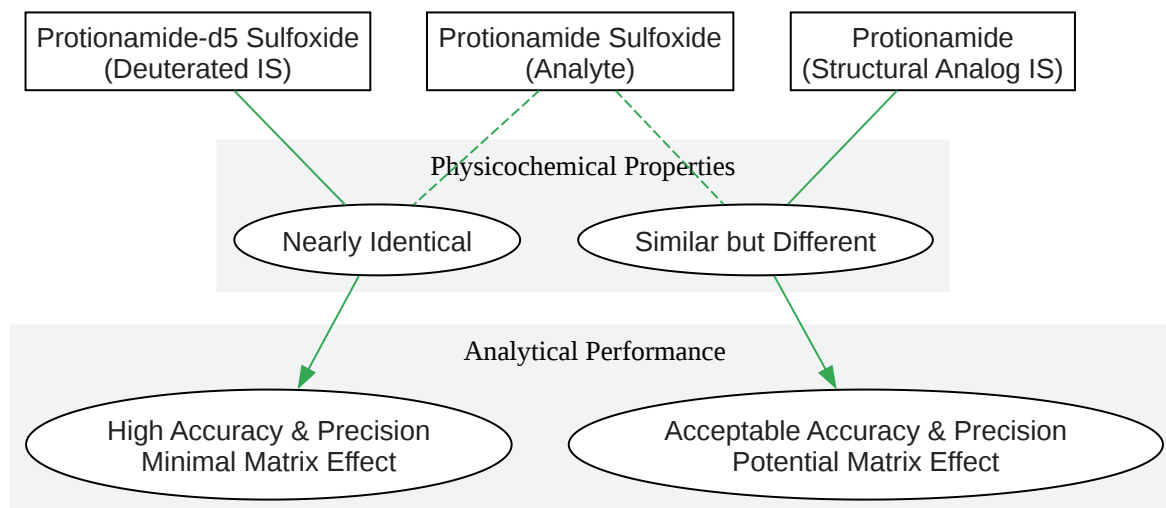 Protionamide-d5 Sulfoxide
(Deuterated IS)
Protionamide Sulfoxide
(Analyte)
Protionamide
(Structural Analog IS)
Physicochemical Properties
Nearly Identical
Similar but Different
Analytical Performance
High Accuracy & Precision
Minimal Matrix Effect
Acceptable Accuracy & Precision
Potential Matrix Effect